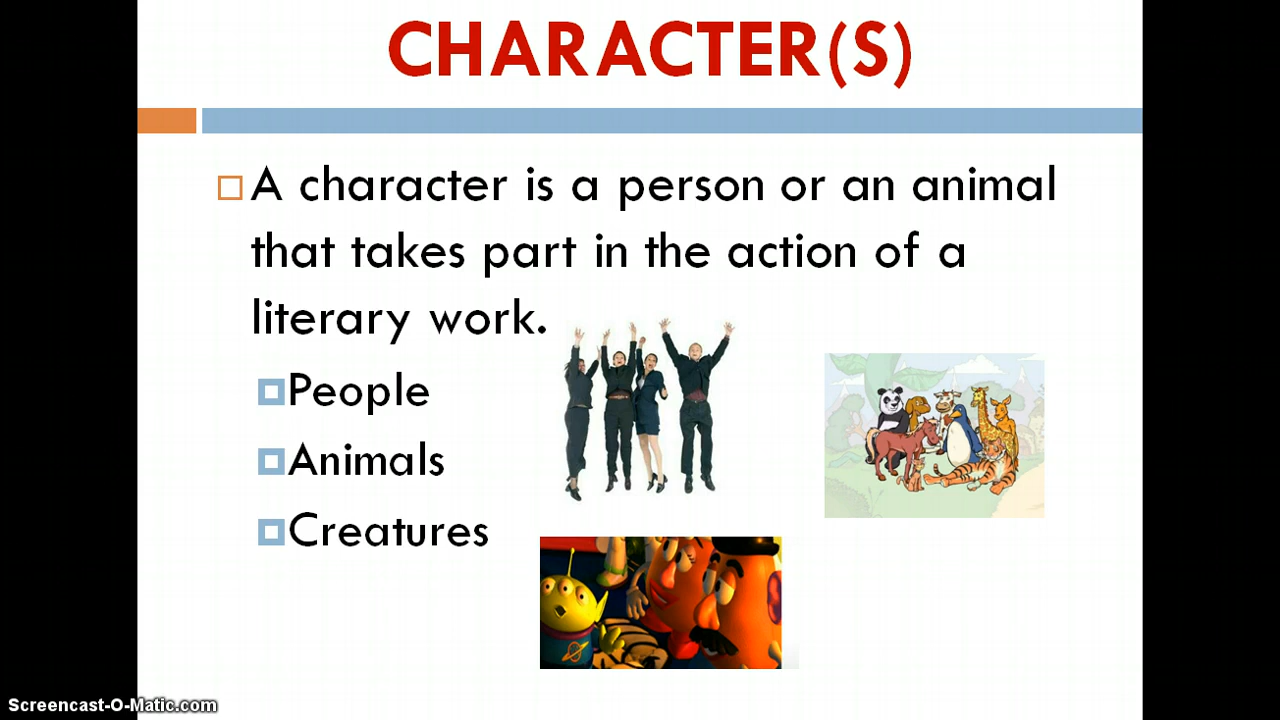 CHARACTER(S)
A character is a person or an animal
that takes part in the action of a
literary work.
People
Animals
Creatures
Screencast-O-Matic.com